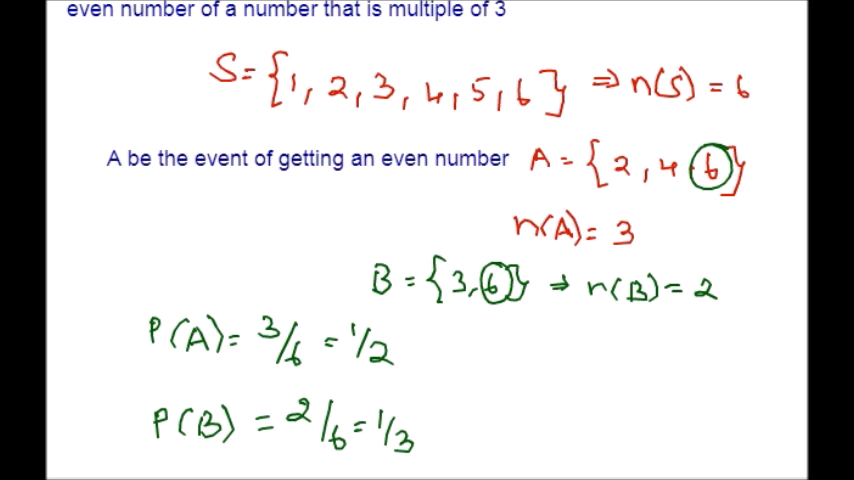 even number of a number that is multiple of 3
S = {1, 2, 3, 4, 5, 6} ⇒ n(S) = 6
A be the event of getting an even number A = {2, 4 6}
n(A) = 3
B = {3, 6} ⇒ n(B) = 2
P(A) = 3/6 = 1/2
P(B) = 2/6 = 1/3